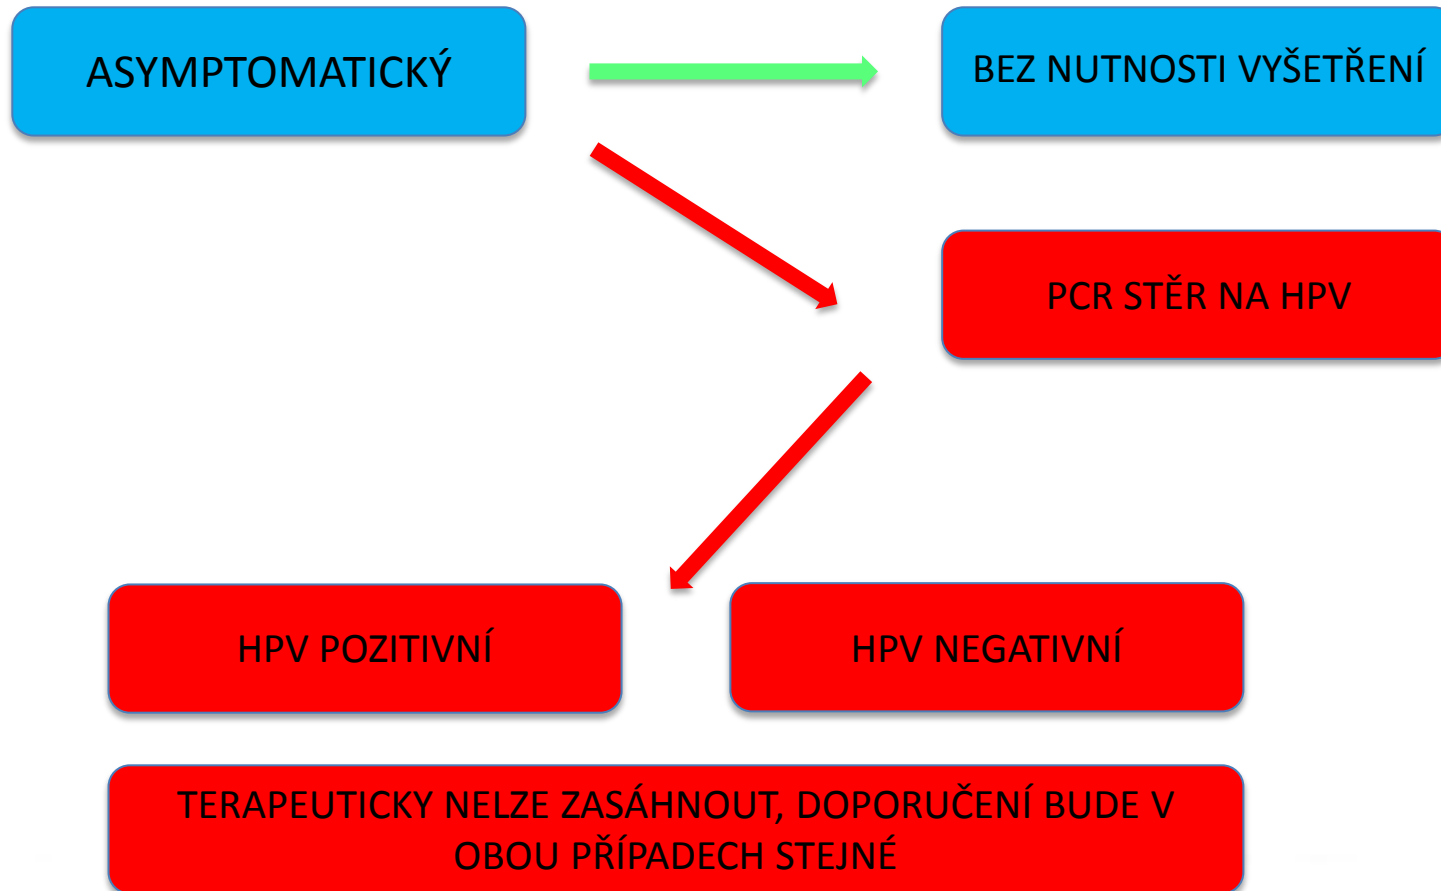 ASYMPTOMATICKÝ
BEZ NUTNOSTI VYŠETŘENÍ
PCR STĚR NA HPV
HPV POZITIVNÍ
HPV NEGATIVNÍ
TERAPEUTICKY NELZE ZASÁHNOUT, DOPORUČENÍ BUDE V
OBOU PŘÍPADECH STEJNÉ